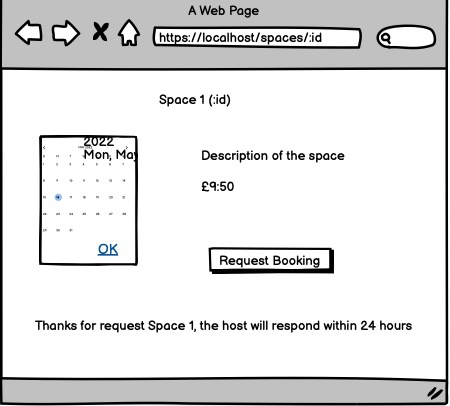 A Web Page
https://localhost/spaces/:id
Space 1 (:id)
2022
Mon, May
Description of the space
£9:50
OK
Request Booking
Thanks for request Space 1, the host will respond within 24 hours